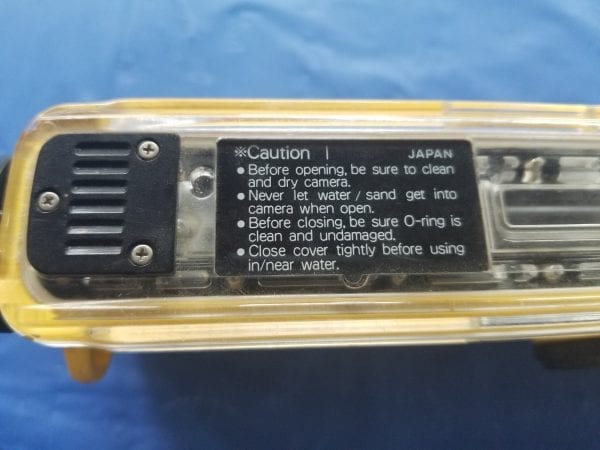 ※Caution | JAPAN
● Before opening, be sure to clean
and dry camera.
● Never let water / sand get into
camera when open.
● Before closing, be sure O-ring is
clean and undamaged.
● Close cover tightly before using
in/near water.